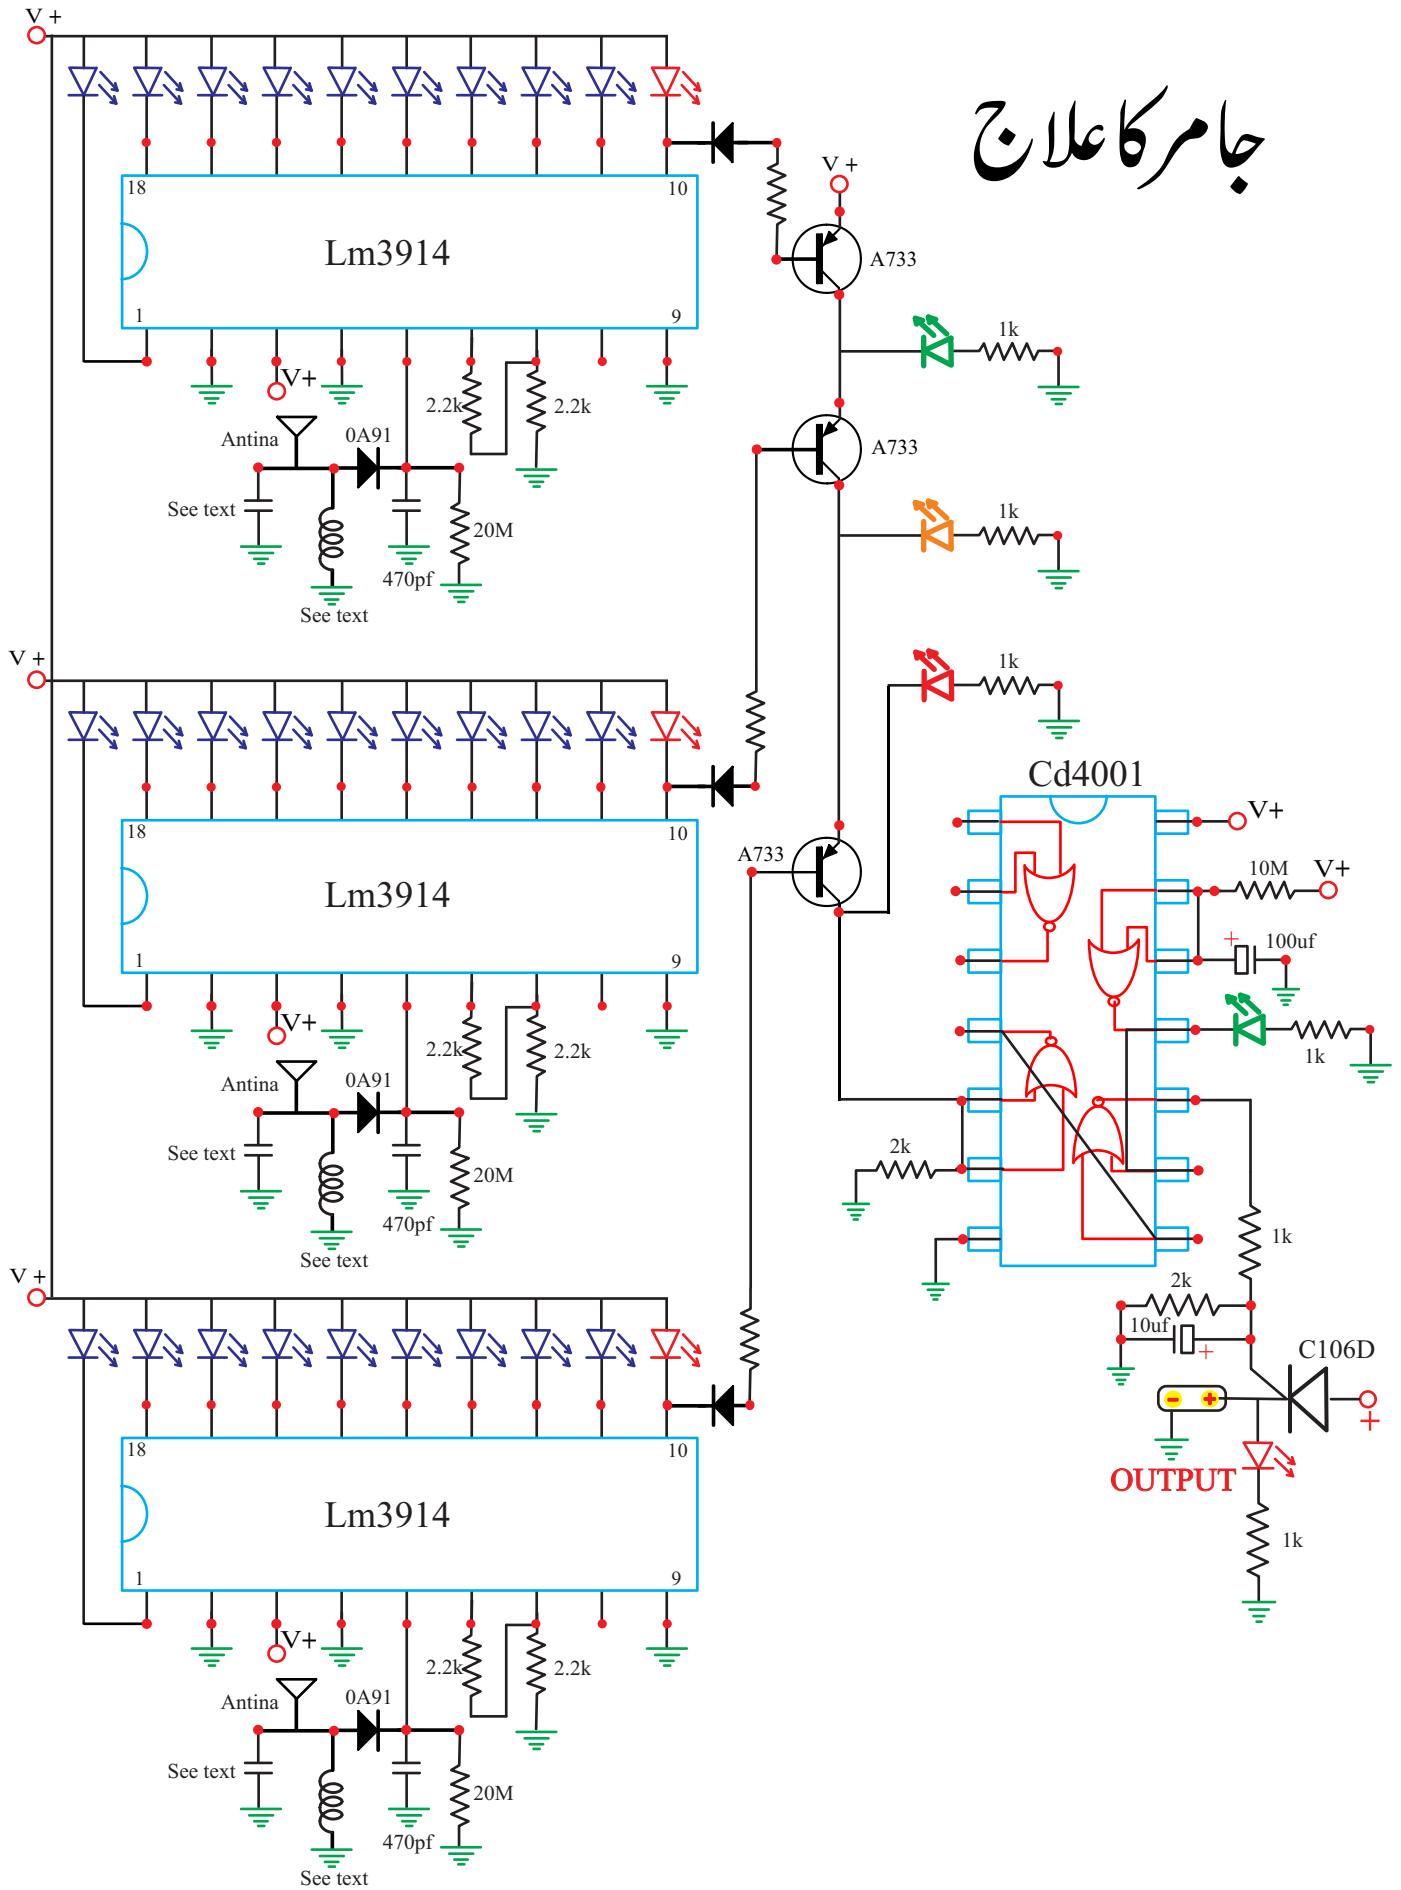 V +
جامر کا علاج
V +
18
10
Lm3914
A733
1
9
1k
V+
2.2k
2.2k
Antina
0A91
A733
See text
20M
1k
470pf
See text
V +
1k
Cd4001
V+
18
10
A733
10M
V+
Lm3914
100uf
+
1
9
V+
2.2k
2.2k
1k
Antina
0A91
See text
20M
2k
470pf
See text
1k
V +
2k
10uf
+
C106D
- +
+
18
10
OUTPUT
Lm3914
1k
1
9
V+
2.2k
2.2k
Antina
0A91
See text
20M
470pf
See text